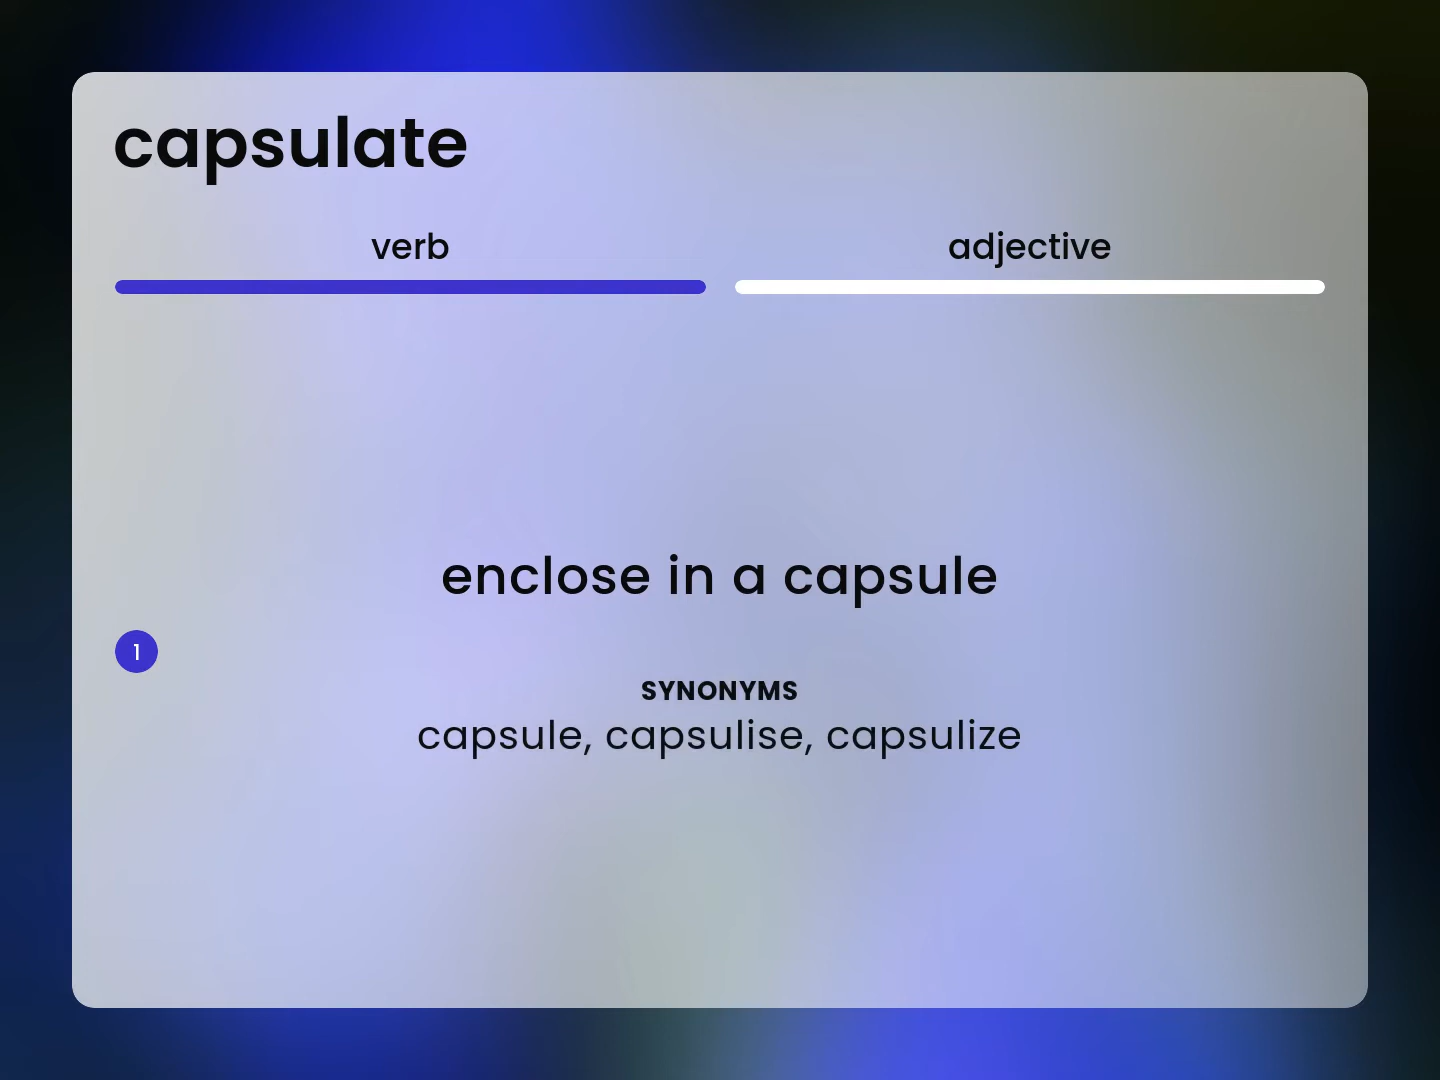 capsulate
verb
adjective
enclose in a capsule
1
SYNONYMS
capsule, capsulise, capsulize